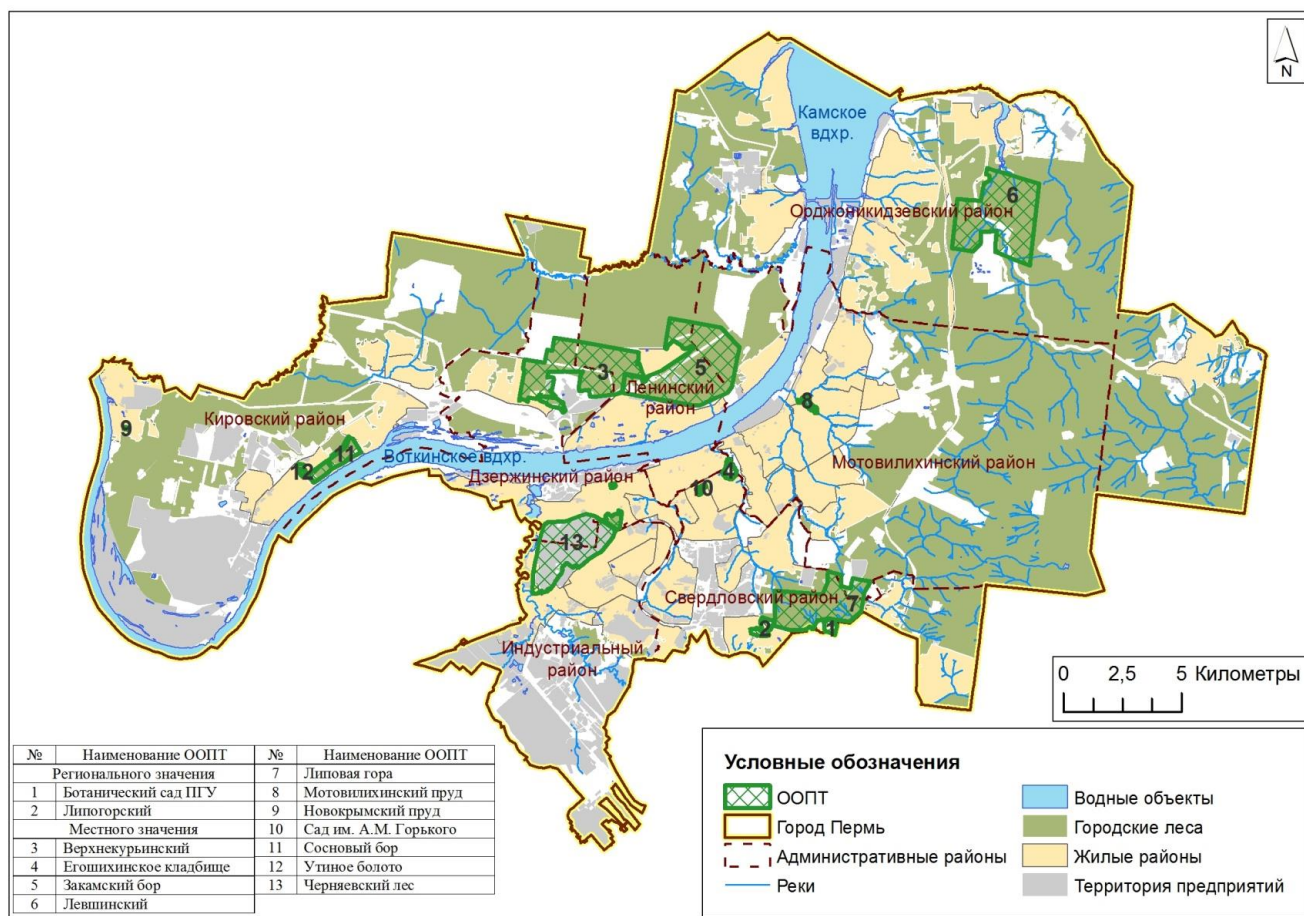 N
Камское
вдхр.
Орджоникидзевский район
6
3
5
Ленинский
район
8
Кировский район
9
11
12
Воткинское вдхр.
Дзержинский район
4
10
Мотовилихинский район
13
Свердловский район
7
2
1
Индустриальный
район
0 2,5 5 Километры
№ Наименование ООПТ № Наименование ООПТ
Регионального значения 7 Липовая гора
1 Ботанический сад ПГУ 8 Мотовилихинский пруд
2 Липогорский 9 Новокрымский пруд
Местного значения 10 Сад им. А.М. Горького
3 Верхнекурьинский 11 Сосновый бор
4 Егошихинское кладбище 12 Утиное болото
5 Закамский бор 13 Черняевский лес
6 Левшинский
Условные обозначения
ООПТ
Город Пермь
Административные районы
Реки
Водные объекты
Городские леса
Жилые районы
Территория предприятий